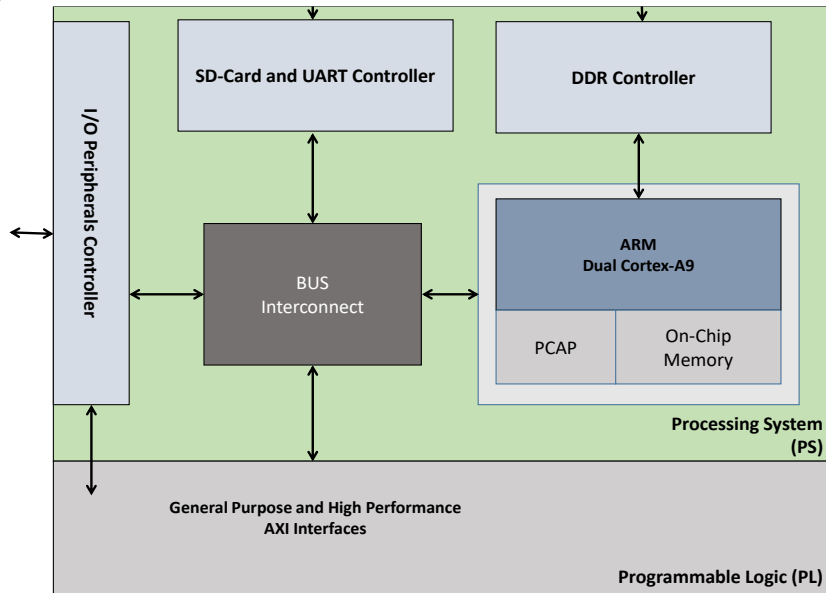 SD-Card and UART Controller
DDR Controller
I/O Peripherals Controller
ARM
Dual Cortex-A9
BUS
Interconnect
PCAP
On-Chip
Memory
Processing System
(PS)
General Purpose and High Performance
AXI Interfaces
Programmable Logic (PL)